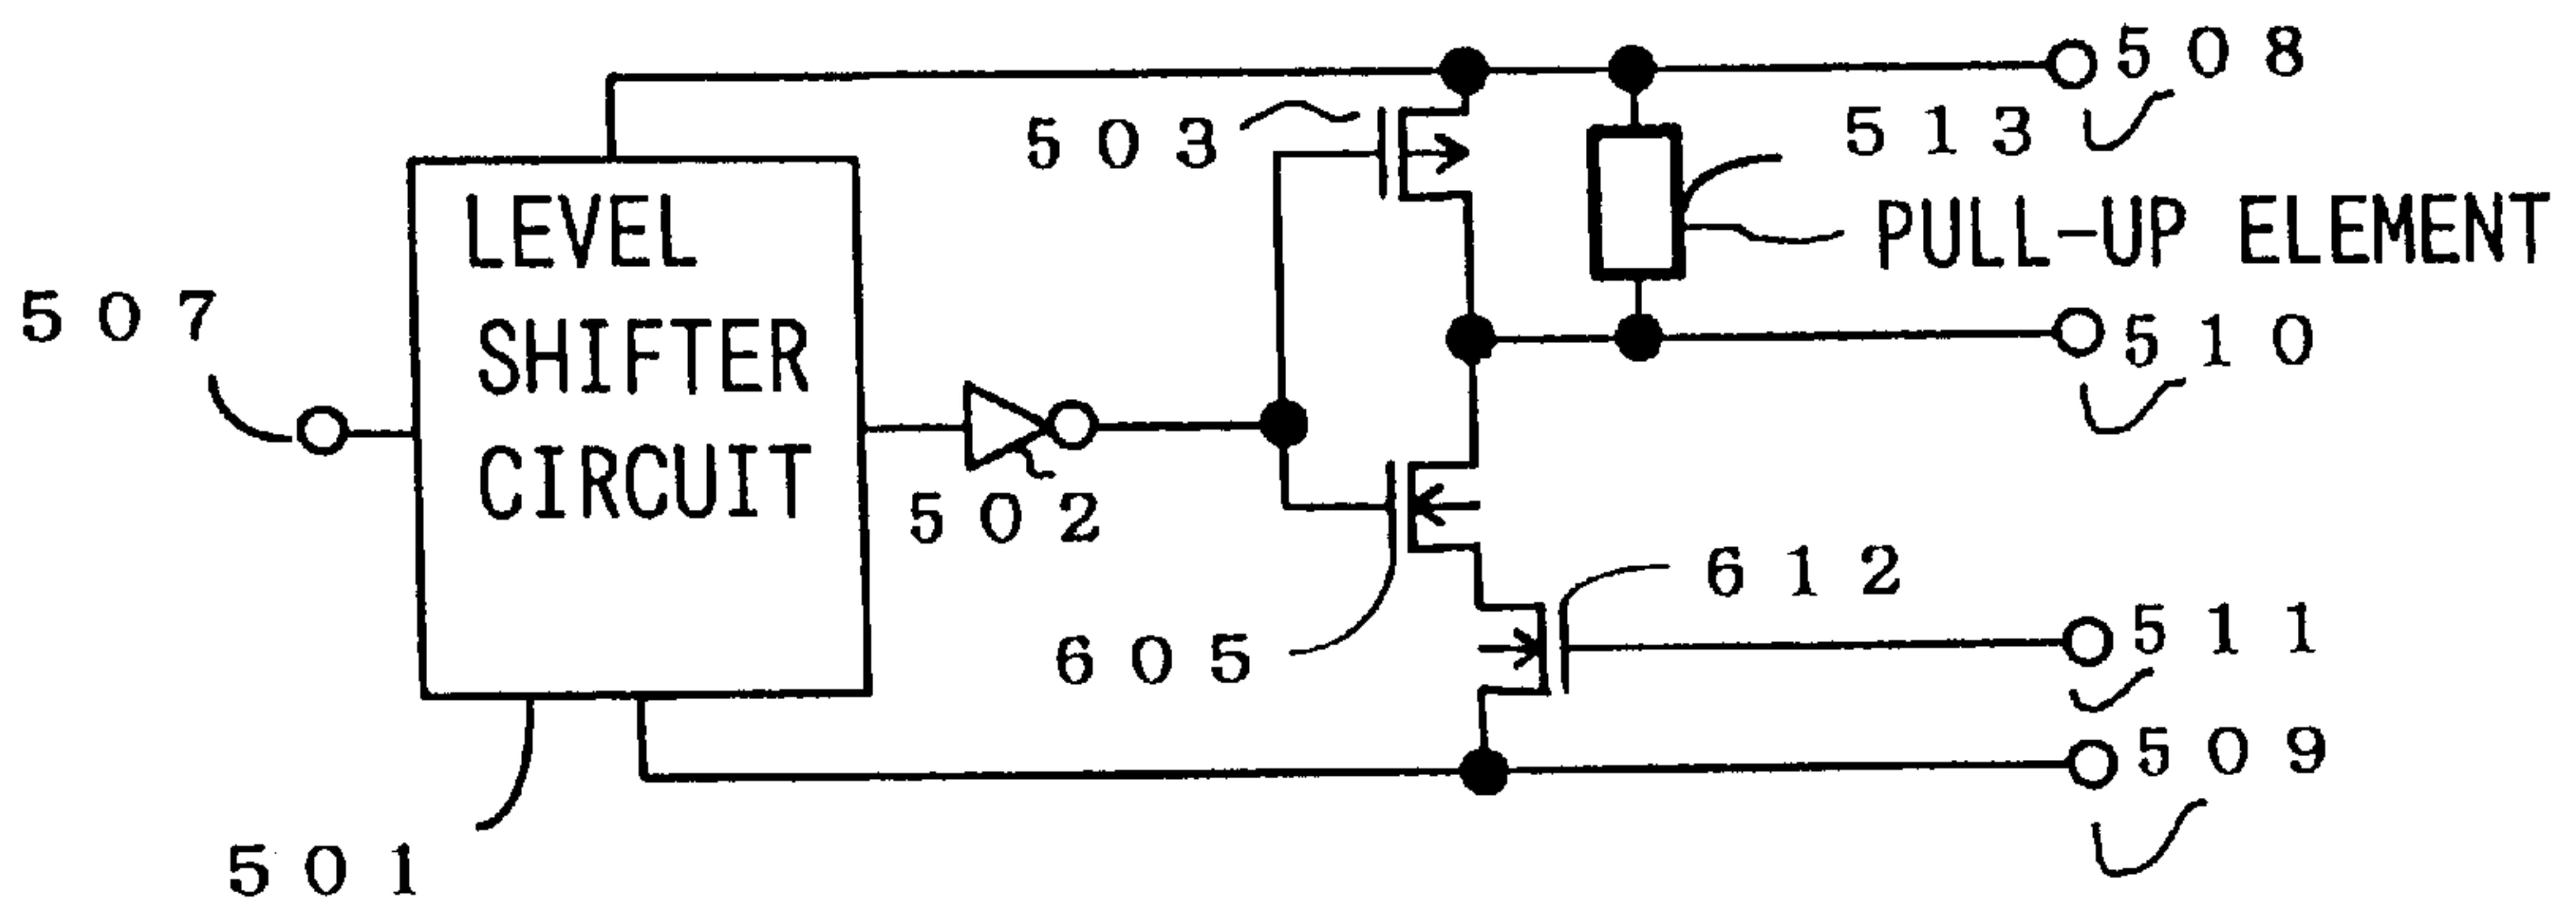 508
503
513
LEVEL
SHIFTER
CIRCUIT
PULL-UP ELEMENT
507
510
502
612
605
511
509
501